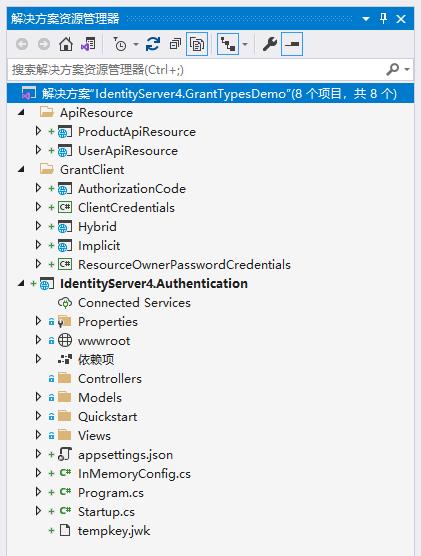 解决方案资源管理器
搜索解决方案资源管理器(Ctrl+;)
解决方案"IdentityServer4.GrantTypesDemo"(8 个项目，共 8 个)
ApiResource
ProductApiResource
UserApiResource
GrantClient
AuthorizationCode
C# ClientCredentials
Hybrid
Implicit
C# ResourceOwnerPasswordCredentials
IdentityServer4.Authentication
Connected Services
Properties
wwwroot
依赖项
Controllers
Models
Quickstart
Views
appsettings.json
C# InMemoryConfig.cs
C# Program.cs
C# Startup.cs
tempkey.jwk